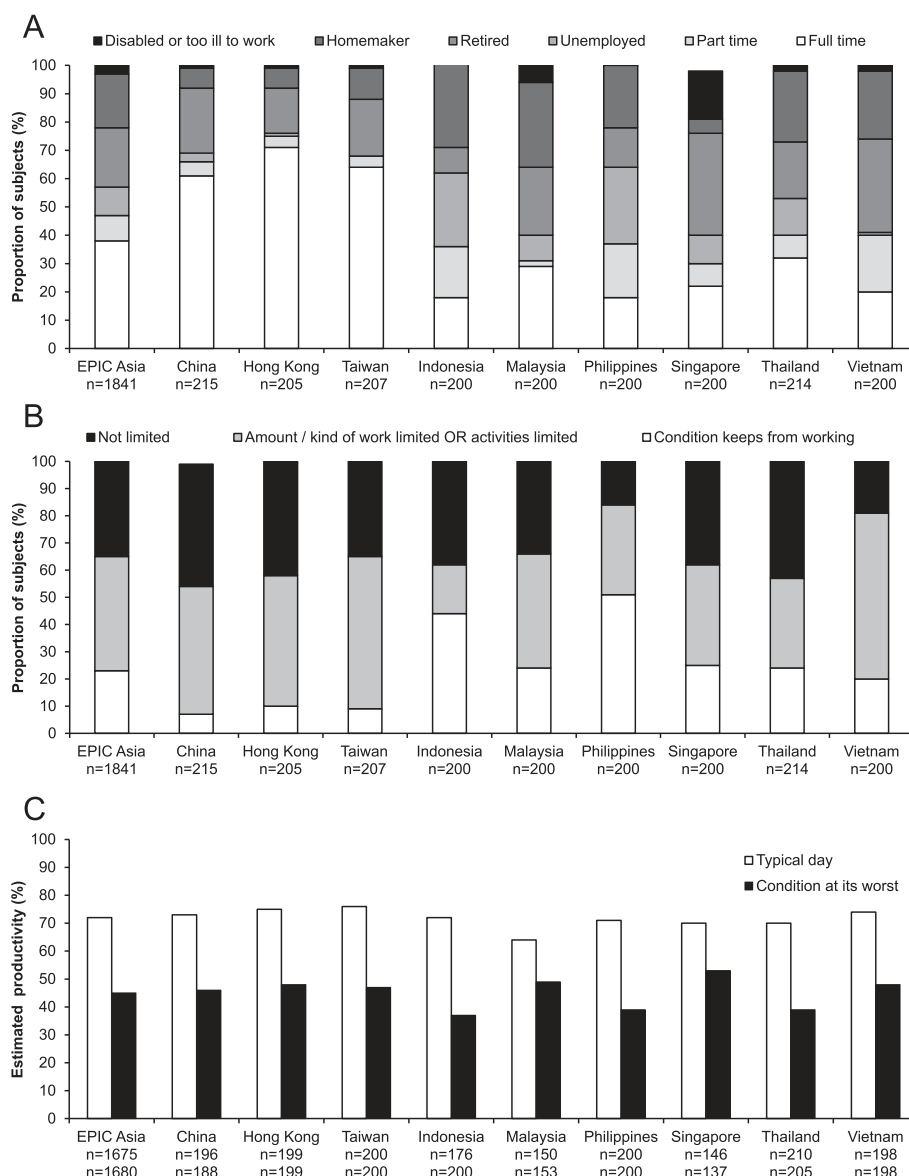 A
Disabled or too ill to work Homemaker Retired Unemployed Part time Full time
Proportion of subjects (%)
100
90
80
70
60
50
40
30
20
10
0
EPIC Asia China Hong Kong Taiwan Indonesia Malaysia Philippines Singapore Thailand Vietnam
n=1841 n=215 n=205 n=207 n=200 n=200 n=200 n=200 n=214 n=200
B
Not limited Amount / kind of work limited OR activities limited Condition keeps from working
Proportion of subjects (%)
100
90
80
70
60
50
40
30
20
10
0
EPIC Asia China Hong Kong Taiwan Indonesia Malaysia Philippines Singapore Thailand Vietnam
n=1841 n=215 n=205 n=207 n=200 n=200 n=200 n=200 n=214 n=200
C
Estimated productivity (%)
100
90
80
70
60
50
40
30
20
10
0
Typical day
Condition at its worst
EPIC Asia China Hong Kong Taiwan Indonesia Malaysia Philippines Singapore Thailand Vietnam
n=1675 n=196 n=199 n=200 n=176 n=150 n=200 n=146 n=210 n=198
n=1680 n=188 n=199 n=200 n=200 n=153 n=200 n=137 n=205 n=198